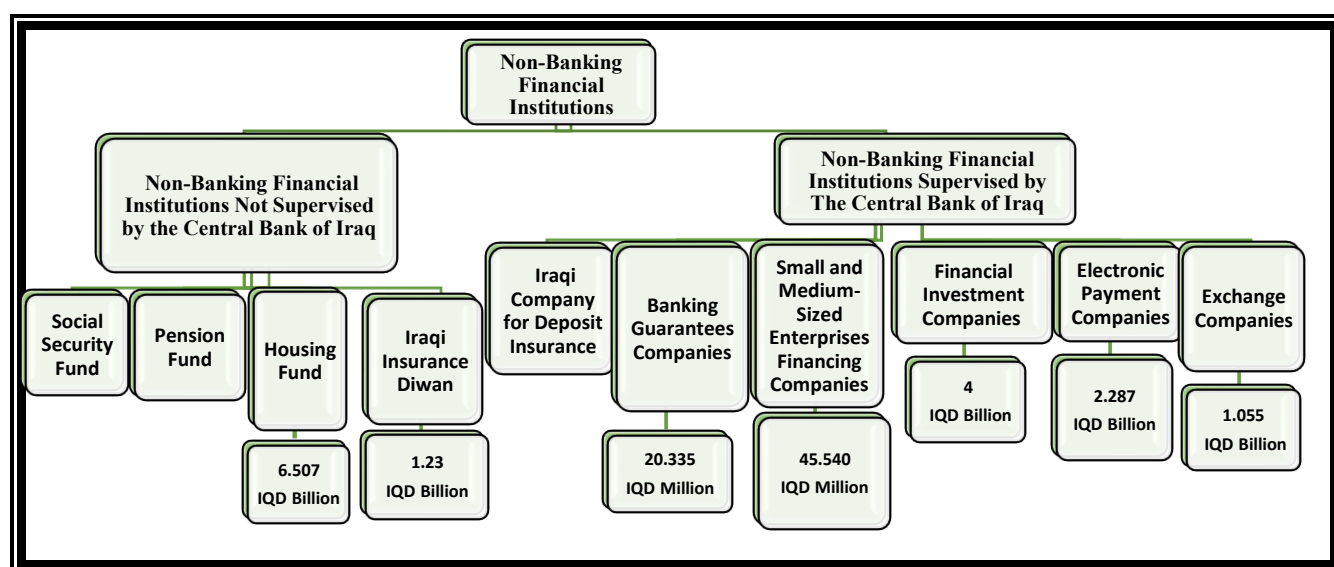 Non-Banking
Financial
Institutions
Non-Banking Financial
Institutions Not Supervised
by the Central Bank of Iraq
Non-Banking Financial
Institutions Supervised by
The Central Bank of Iraq
Social
Security
Fund
Pension
Fund
Housing
Fund
Iraqi
Insurance
Diwan
Iraqi
Company
for Deposit
Insurance
Banking
Guarantees
Companies
Small and
Medium-
Sized
Enterprises
Financing
Companies
Financial
Investment
Companies
Electronic
Payment
Companies
Exchange
Companies
6.507
IQD Billion
1.23
IQD Billion
20.335
IQD Million
45.540
IQD Million
4
IQD Billion
2.287
IQD Billion
1.055
IQD Billion